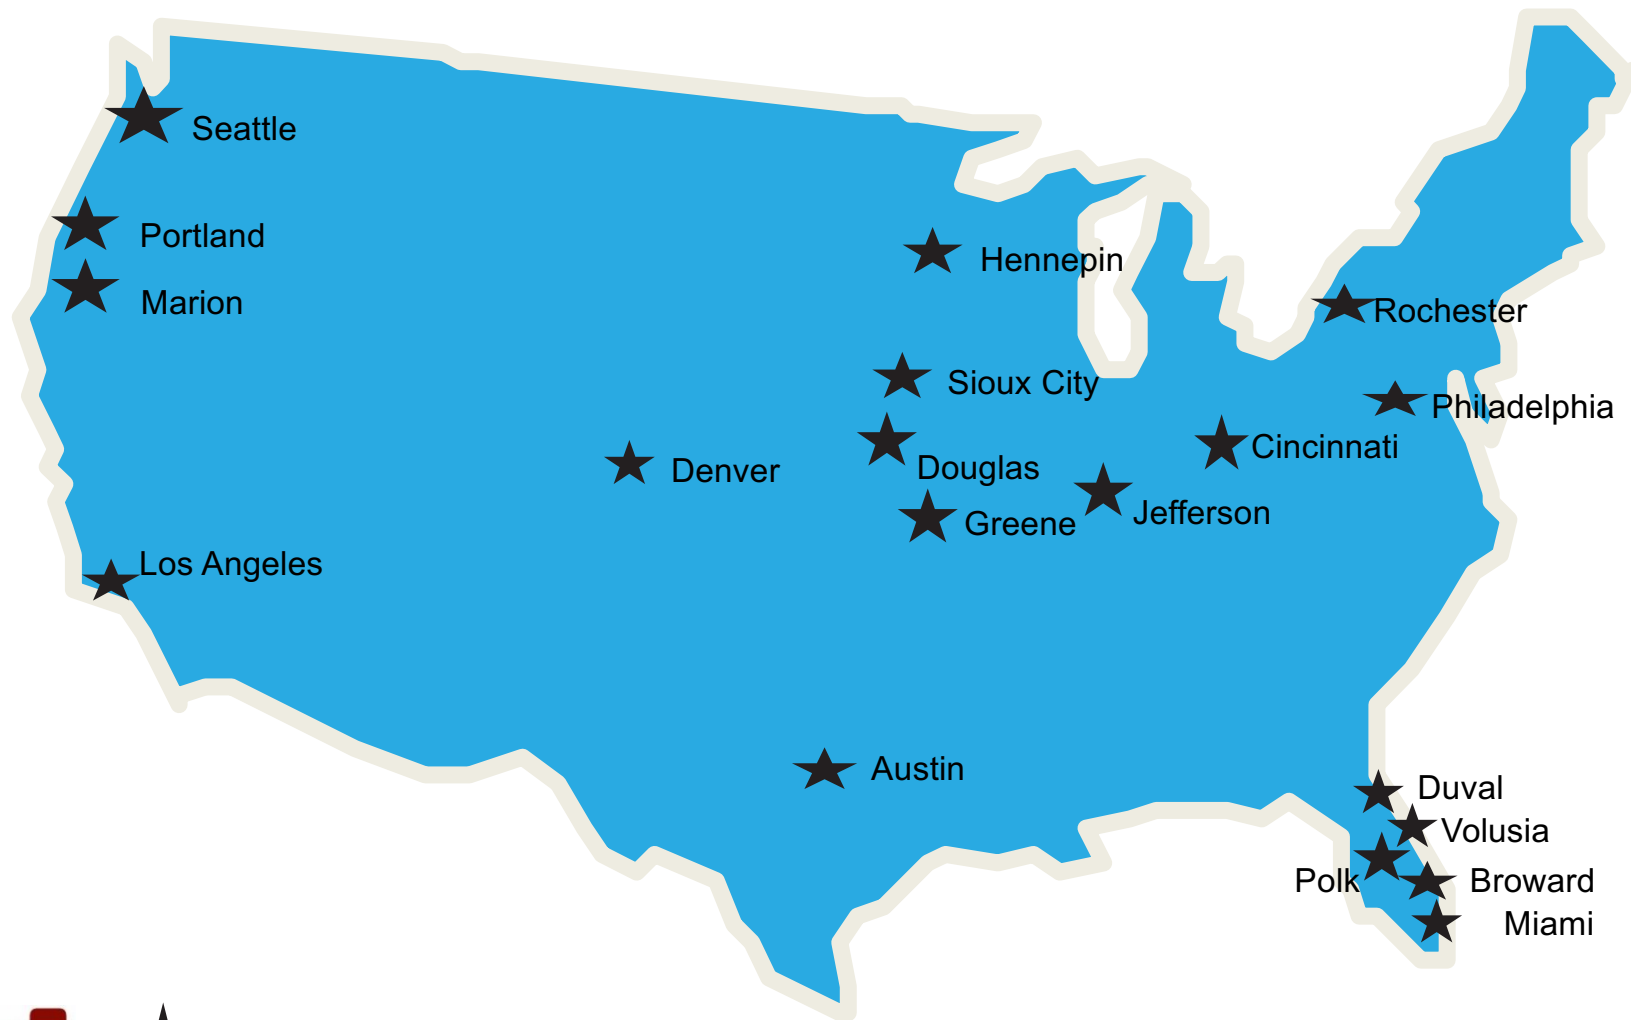 Seattle
Portland
Marion
Hennepin
Rochester
Sioux City
Philadelphia
Cincinnati
Denver
Douglas
Jefferson
Greene
Los Angeles
Austin
Duval
Volusia
Polk
Broward
Miami